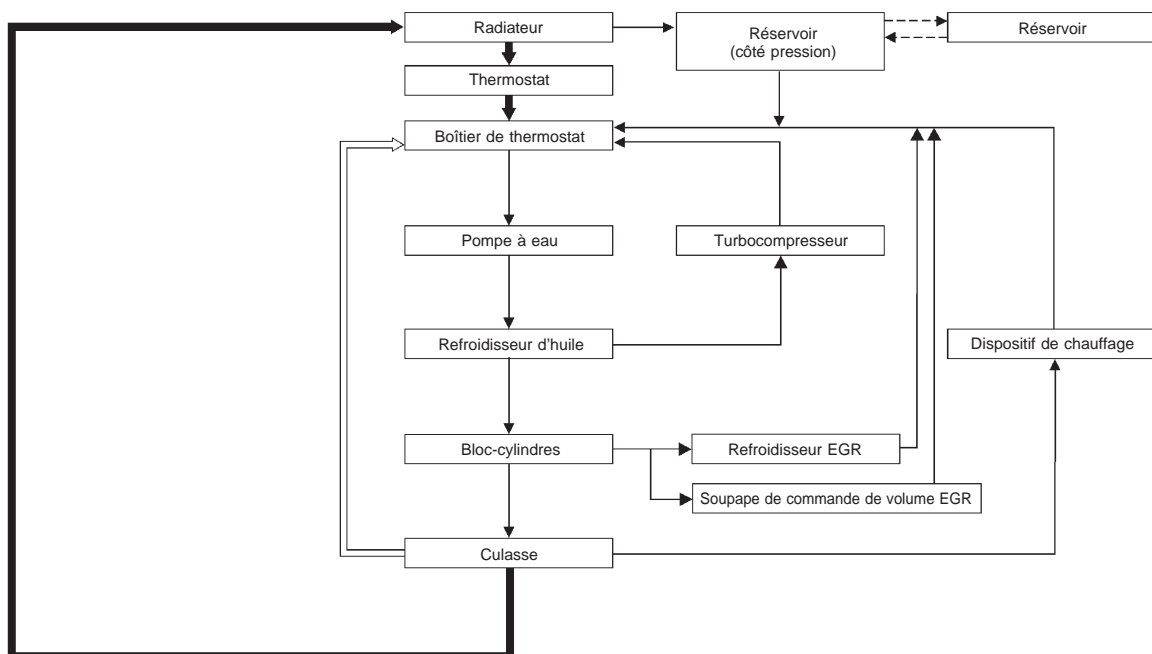 Radiateur
Réservoir
(côté pression)
Réservoir
Thermostat
Boîtier de thermostat
Pompe à eau
Turbocompresseur
Refroidisseur d'huile
Dispositif de chauffage
Bloc-cylindres
Refroidisseur EGR
Soupape de commande de volume EGR
Culasse